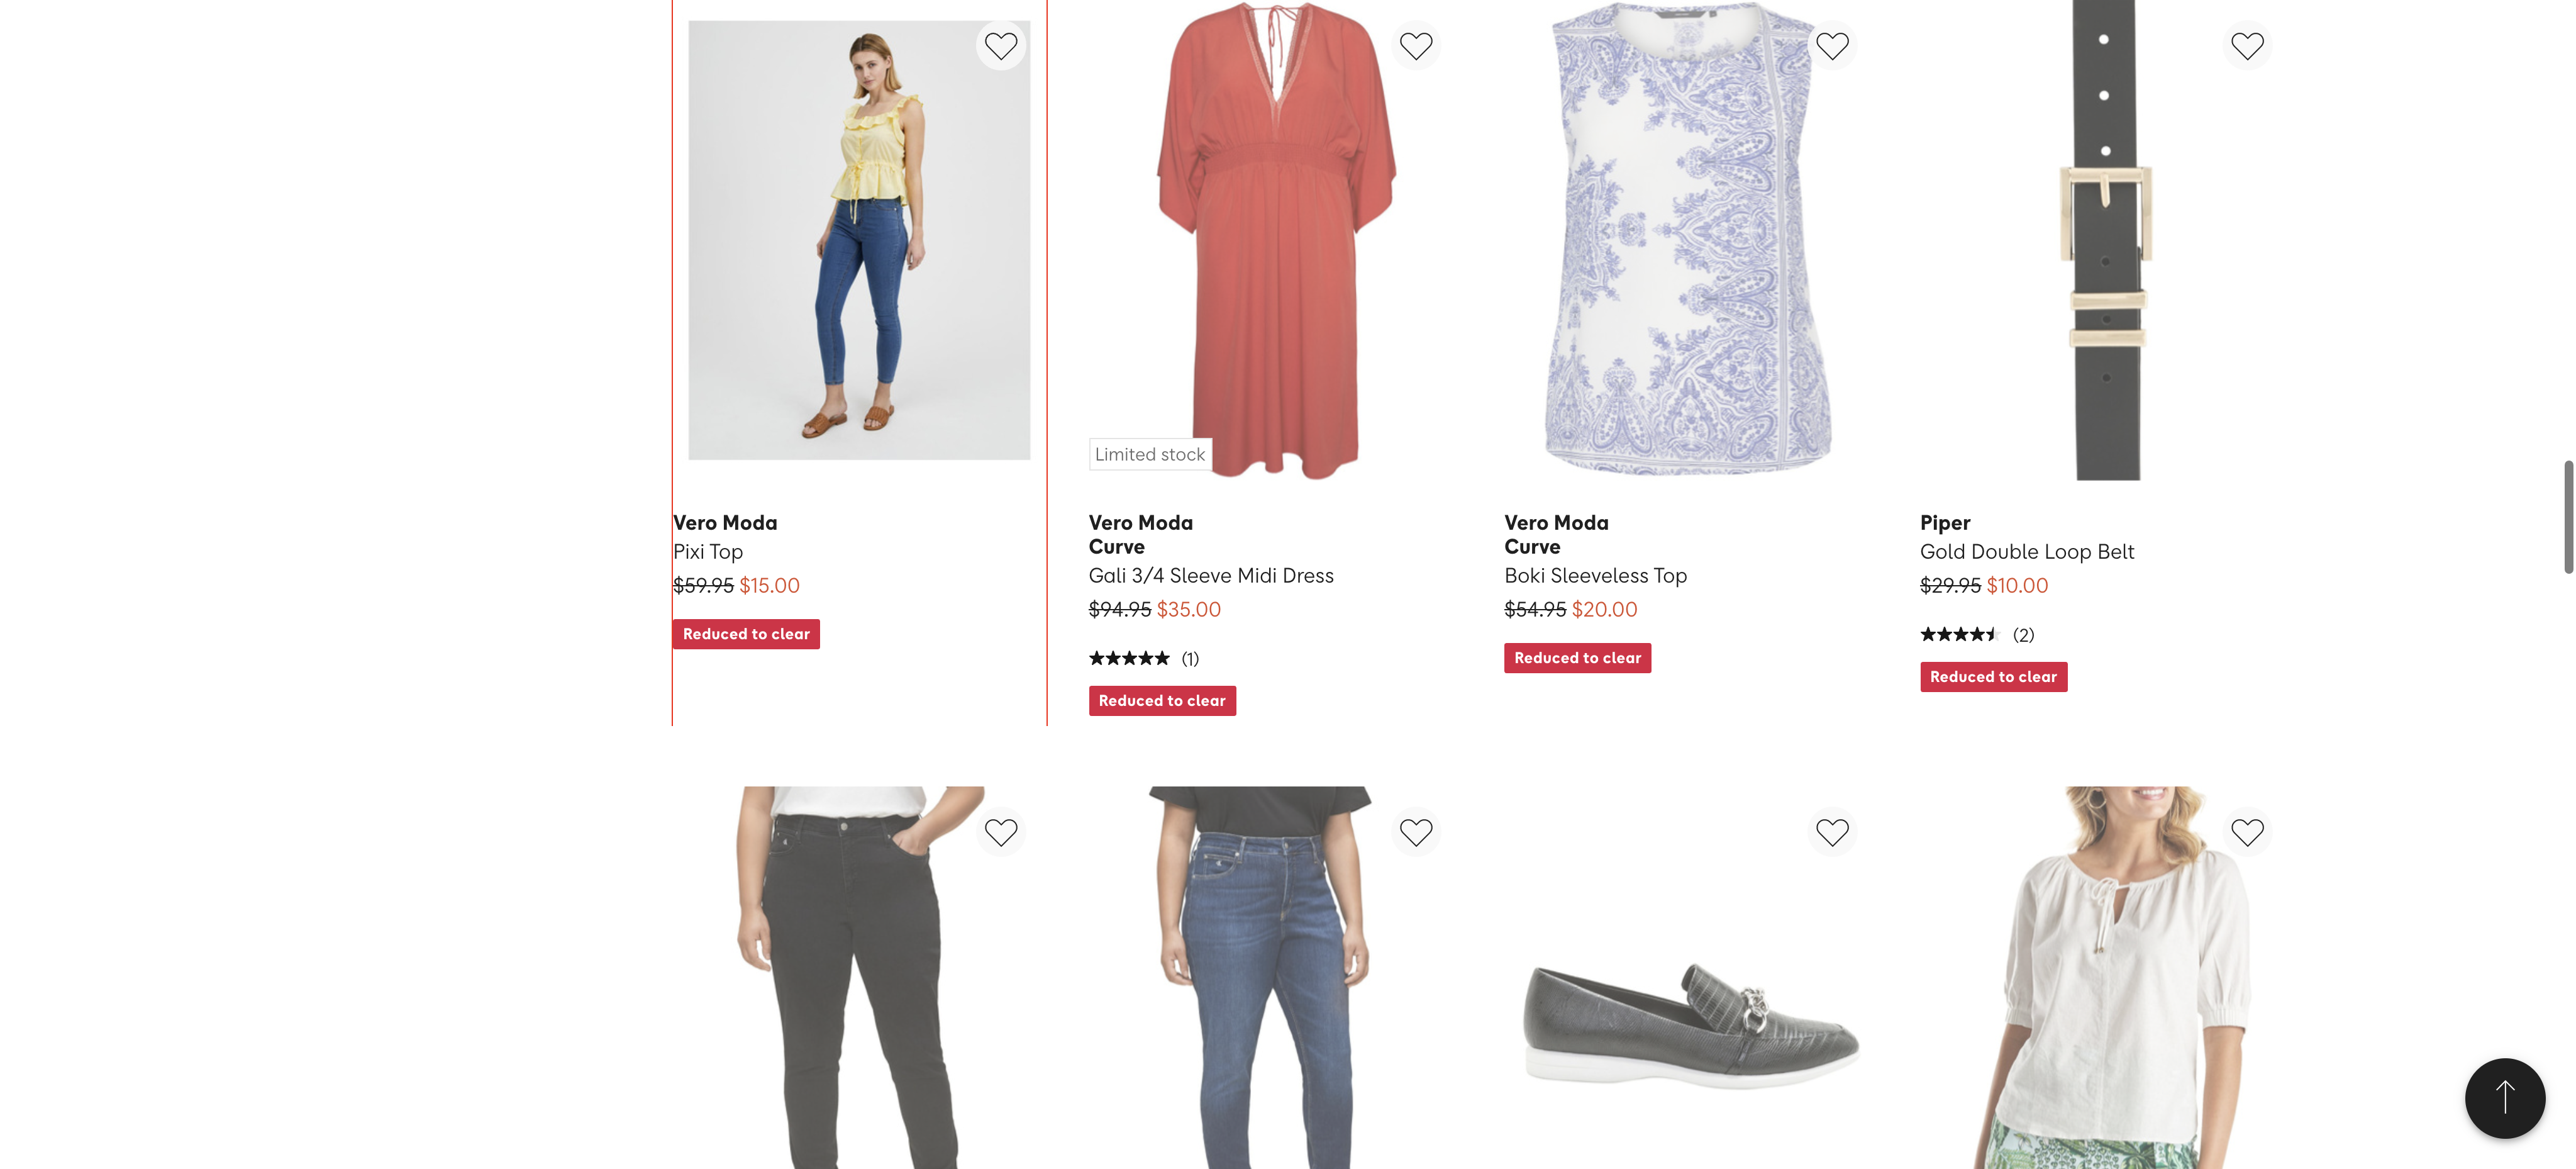 Limited stock
Vero Moda
Pixi Top
$59.95 $15.00
Reduced to clear
Vero Moda
Curve
Gali 3/4 Sleeve Midi Dress
$94.95 $35.00
(1)
Reduced to clear
Vero Moda
Curve
Boki Sleeveless Top
$54.95 $20.00
Reduced to clear
Piper
Gold Double Loop Belt
$29.95 $10.00
(2)
Reduced to clear